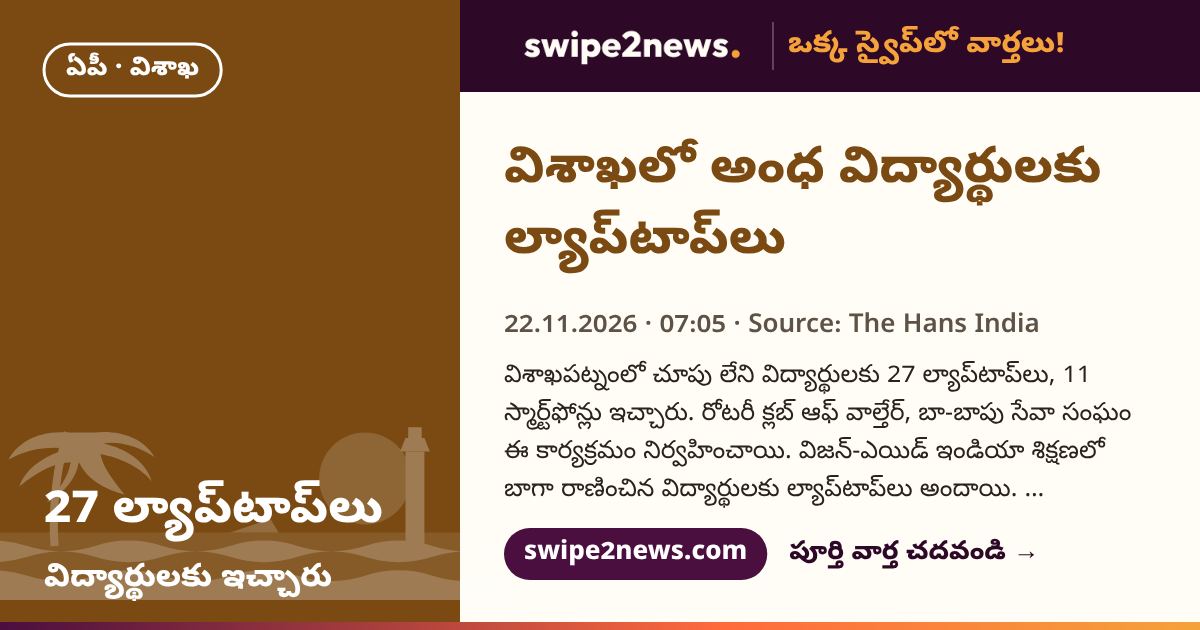 ఏపీ · విశాఖ
swipe2news.
ఒక్క స్వైప్‌లో వార్తలు!
విశాఖలో అంధ విద్యార్థులకు
ల్యాప్‌టాప్‌లు
22.11.2026 · 07:05 · Source: The Hans India
విశాఖపట్నంలో చూపు లేని విద్యార్థులకు 27 ల్యాప్‌టాప్‌లు, 11
స్మార్ట్‌ఫోన్లు ఇచ్చారు. రోటరీ క్లబ్ ఆఫ్ వాల్తేర్, బా-బాపు సేవా సంఘం
ఈ కార్యక్రమం నిర్వహించాయి. విజన్-ఎయిడ్ ఇండియా శిక్షణలో
బాగా రాణించిన విద్యార్థులకు ల్యాప్‌టాప్‌లు అందాయి. ...
27 ల్యాప్‌టాప్‌లు
విద్యార్థులకు ఇచ్చారు
swipe2news.com
పూర్తి వార్త చదవండి →